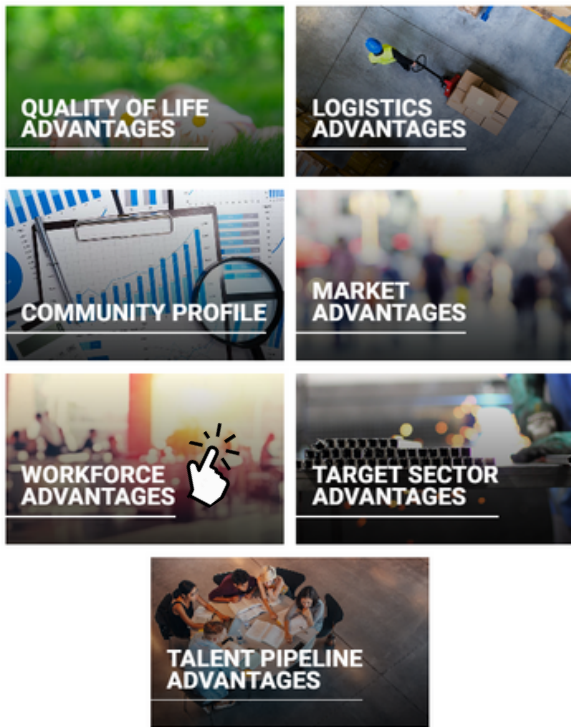 QUALITY OF LIFE
ADVANTAGES
LOGISTICS
ADVANTAGES
COMMUNITY PROFILE
MARKET
ADVANTAGES
WORKFORCE
ADVANTAGES
TARGET SECTOR
ADVANTAGES
TALENT PIPELINE
ADVANTAGES